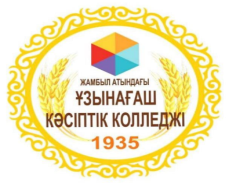 ЖАМБЫЛ АТЫНДАҒЫ
ҰЗЫНАҒАШ
КӘСІПТІК КОЛЛЕДЖІ
1935